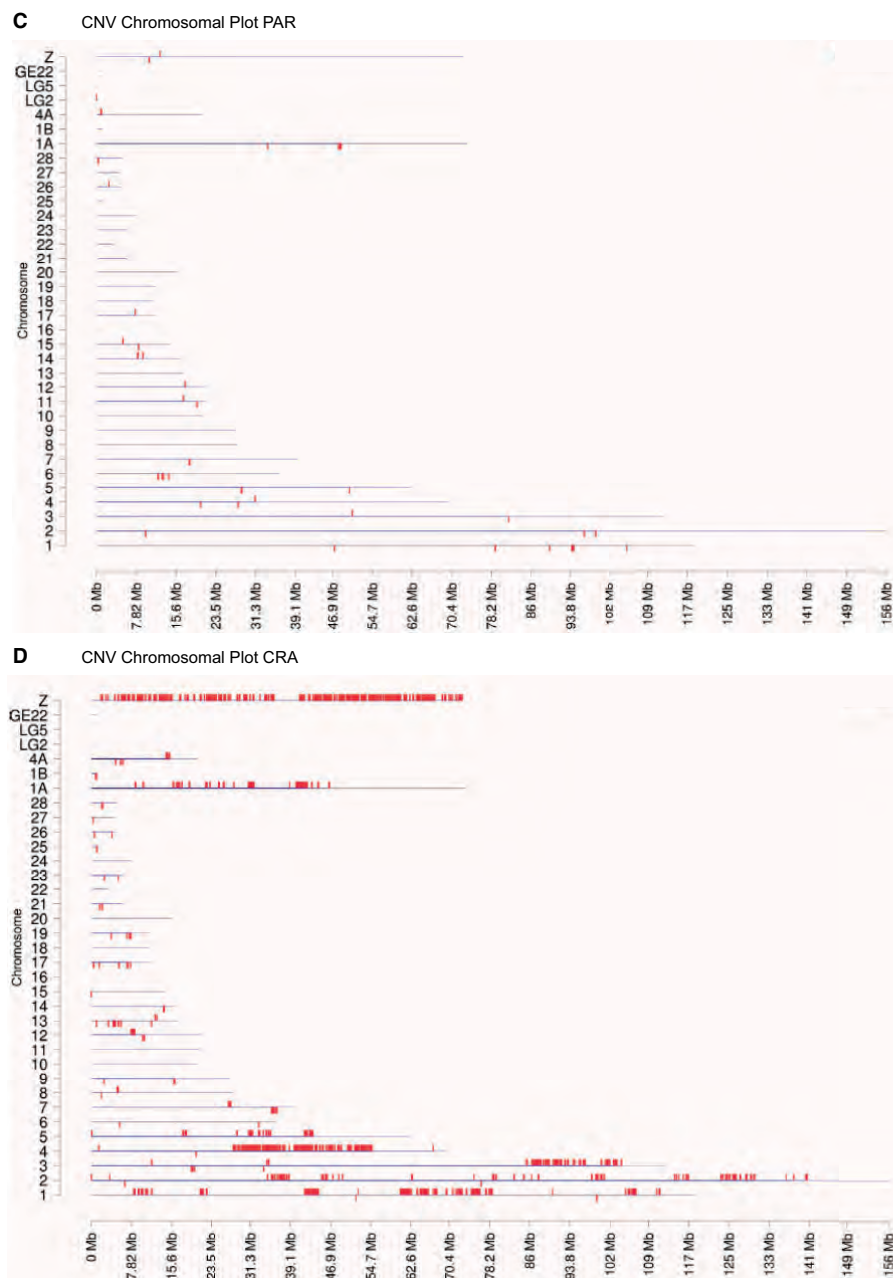 C CNV Chromosomal Plot PAR
Z
GE22
LG5
LG2
4A
1B
1A
28
27
26
25
24
23
22
21
20
19
18
17
16
15
14
13
12
11
10
9
8
7
6
5
4
3
2
1
Chromosome
0 Mb 7.82 Mb 15.6 Mb 23.5 Mb 31.3 Mb 39.1 Mb 46.9 Mb 54.7 Mb 62.6 Mb 70.4 Mb 78.2 Mb 86 Mb 93.8 Mb 102 Mb 109 Mb 117 Mb 125 Mb 133 Mb 141 Mb 149 Mb 156 Mb
D CNV Chromosomal Plot CRA
Z
GE22
LG5
LG2
4A
1B
1A
28
27
26
25
24
23
22
21
20
19
18
17
16
15
14
13
12
11
10
9
8
7
6
5
4
3
2
1
Chromosome
0 Mb 7.82 Mb 15.6 Mb 23.5 Mb 31.3 Mb 39.1 Mb 46.9 Mb 54.7 Mb 62.6 Mb 70.4 Mb 78.2 Mb 86 Mb 93.8 Mb 102 Mb 109 Mb 117 Mb 125 Mb 133 Mb 141 Mb 149 Mb 156 Mb